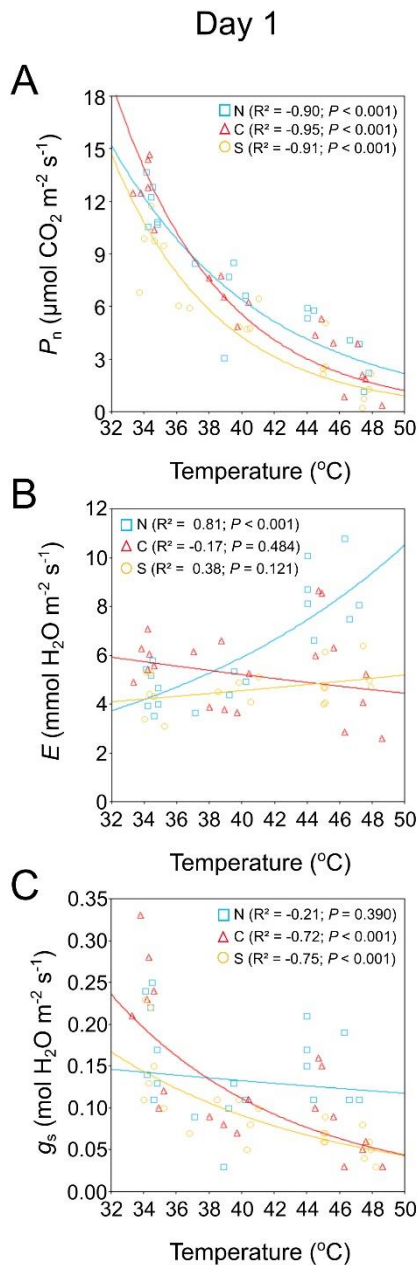 Day 1
A
18
15
12
9
6
3
0
Pn (μmol CO2 m-2 s-1)
N (R² = -0.90; P < 0.001)
C (R² = -0.95; P < 0.001)
S (R² = -0.91; P < 0.001)
32 34 36 38 40 42 44 46 48 50
Temperature (oC)
B
12
10
8
6
4
2
0
E (mmol H2O m-2 s-1)
N (R² = 0.81; P < 0.001)
C (R² = -0.17; P = 0.484)
S (R² = 0.38; P = 0.121)
32 34 36 38 40 42 44 46 48 50
Temperature (oC)
C
0.35
0.30
0.25
0.20
0.15
0.10
0.05
0.00
gs (mol H2O m-2 s-1)
N (R² = -0.21; P = 0.390)
C (R² = -0.72; P < 0.001)
S (R² = -0.75; P < 0.001)
32 34 36 38 40 42 44 46 48 50
Temperature (oC)